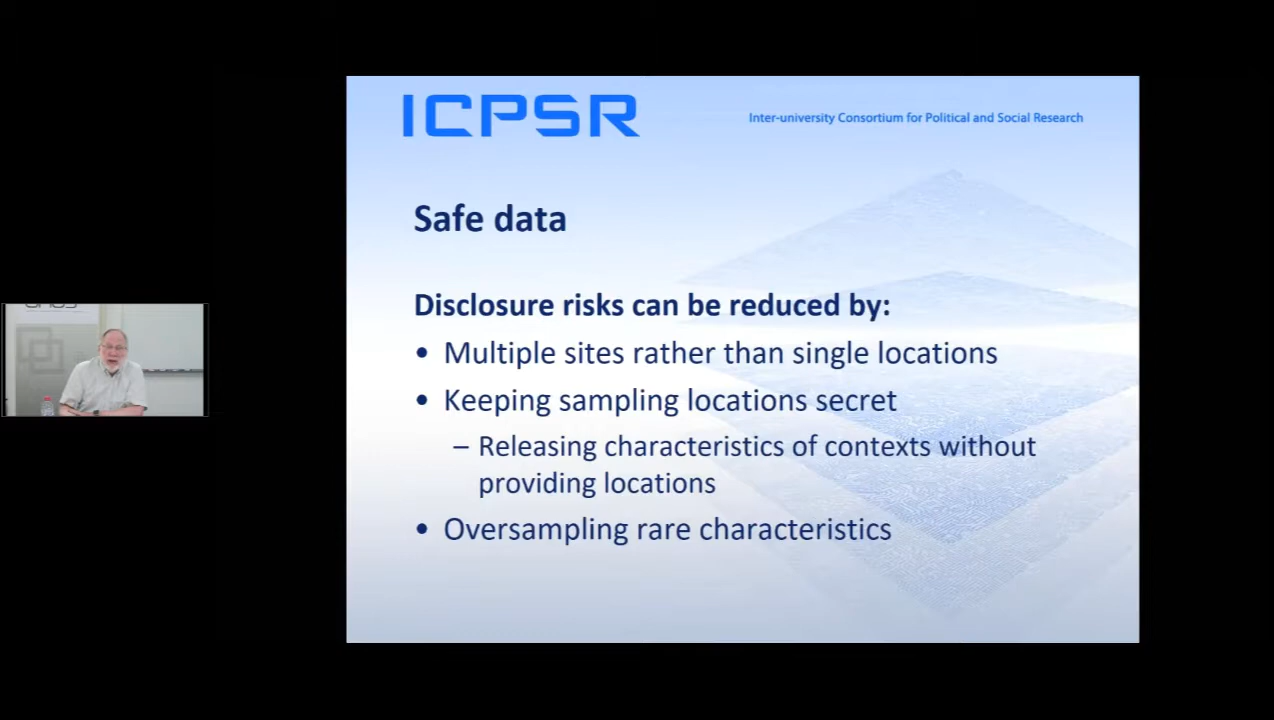 ICPSR
Inter-university Consortium for Political and Social Research
Safe data
Disclosure risks can be reduced by:
• Multiple sites rather than single locations
• Keeping sampling locations secret
– Releasing characteristics of contexts without
providing locations
• Oversampling rare characteristics